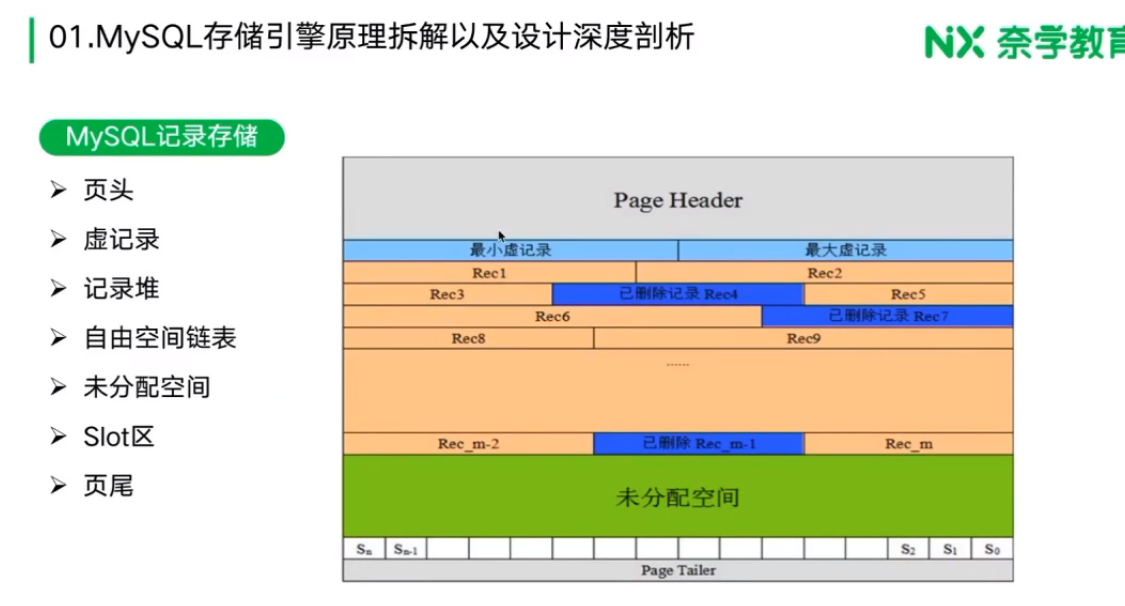 01.MySQL存储引擎原理拆解以及设计深度剖析
NX 奈学教育
MySQL记录存储
页头
虚记录
记录堆
自由空间链表
未分配空间
Slot区
页尾
Page Header
最小虚记录 最大虚记录
Rec1 Rec2
Rec3 已删除记录 Rec4 Rec5
Rec6 已删除记录 Rec7
Rec8 Rec9
......
Rec_m-2 已删除 Rec_m-1 Rec_m
未分配空间
Sn Sn-1 S2 S1 S0
Page Tailer